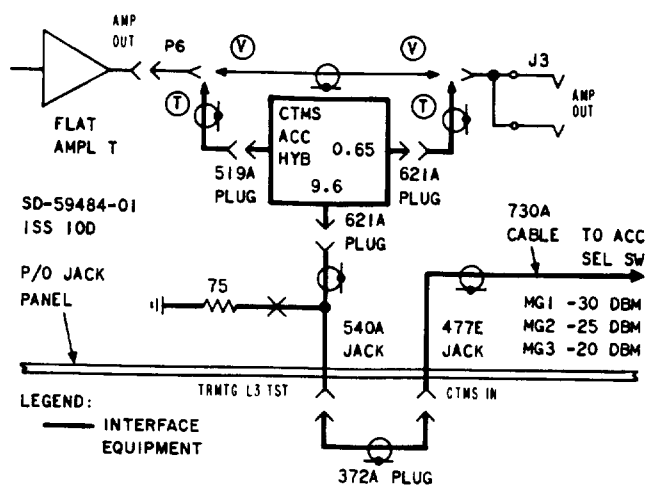 AMP
OUT
P6
V
V
J3
FLAT
AMPL T
T
T
AMP
OUT
CTMS
ACC
HYB
0.65
9.6
519A
PLUG
621A
PLUG
621A
PLUG
SD-59484-01
ISS 10D
730A
CABLE
TO ACC
SEL SW
P/O JACK
PANEL
75
MG1 -30 DBM
MG2 -25 DBM
MG3 -20 DBM
540A
JACK
477E
JACK
TRMTG L3 TST
CTMS IN
LEGEND:
INTERFACE
EQUIPMENT
372A PLUG